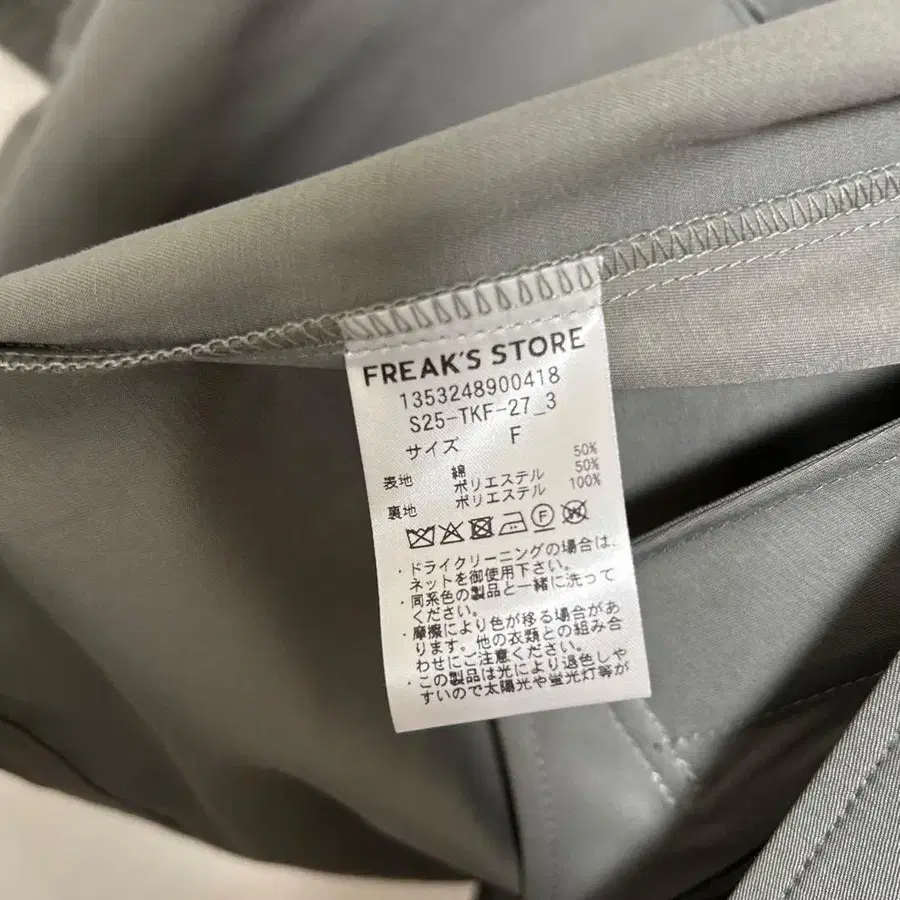 FREAK'S STORE
1353248900418
S25-TKF-27_3
サイズ F
表地 綿 50%
ポリエステル 50%
裏地 ポリエステル 100%
F W
・ドライクリーニングの場合は、
ネットを御使用下さい。
・同系色の製品と一緒に洗って
ください。
・摩擦により色が移る場合があ
ります。他の衣類との組み合
わせにご注意ください。
・この製品は光により退色しや
すいので太陽光や蛍光灯等が